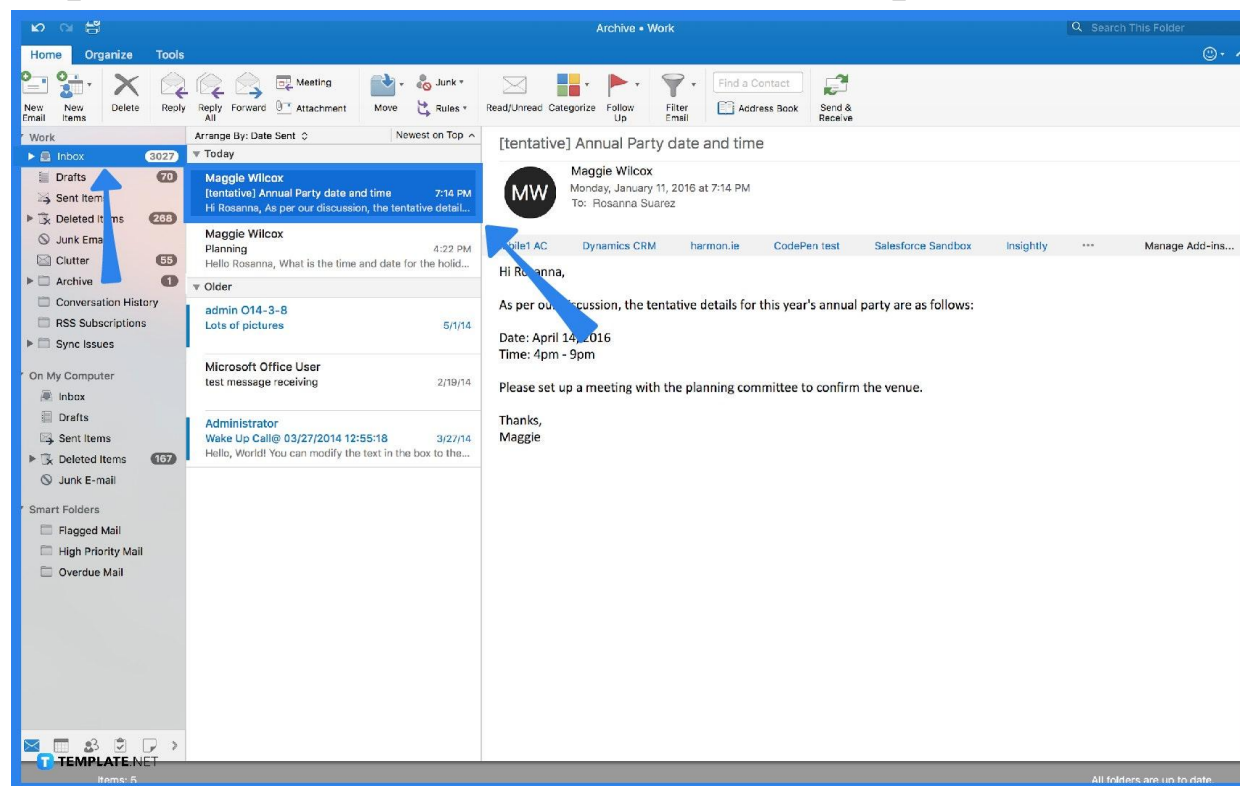 Archive • Work
Search This Folder
Home Organize Tools
New Email
New Items
Delete
Reply
Reply All
Forward
Meeting
Attachment
Move
Junk
Rules
Read/Unread
Categorize
Follow Up
Filter Email
Find a Contact
Address Book
Send & Receive
Work
Inbox 3027
Drafts 70
Sent Item
Deleted It ms 268
Junk Ema
Clutter 55
Archive 1
Conversation History
RSS Subscriptions
Sync Issues
On My Computer
Inbox
Drafts
Sent Items
Deleted Items 167
Junk E-mail
Smart Folders
Flagged Mail
High Priority Mail
Overdue Mail
Arrange By: Date Sent Newest on Top
Today
Maggie Wilcox
[tentative] Annual Party date and time 7:14 PM
Hi Rosanna, As per our discussion, the tentative detail...
Maggie Wilcox
Planning 4:22 PM
Hello Rosanna, What is the time and date for the holid...
Older
admin O14-3-8
Lots of pictures 5/1/14
Microsoft Office User
test message receiving 2/19/14
Administrator
Wake Up Call@ 03/27/2014 12:55:18 3/27/14
Hello, World! You can modify the text in the box to the...
[tentative] Annual Party date and time
MW
Maggie Wilcox
Monday, January 11, 2016 at 7:14 PM
To: Rosanna Suarez
Dynamics CRM harmon.ie CodePen test Salesforce Sandbox Insightly ••• Manage Add-ins...
Hi Rosanna,
As per our discussion, the tentative details for this year's annual party are as follows:
Date: April 14, 2016
Time: 4pm - 9pm
Please set up a meeting with the planning committee to confirm the venue.
Thanks,
Maggie
T TEMPLATE.NET
Items: 5
All folders are up to date.